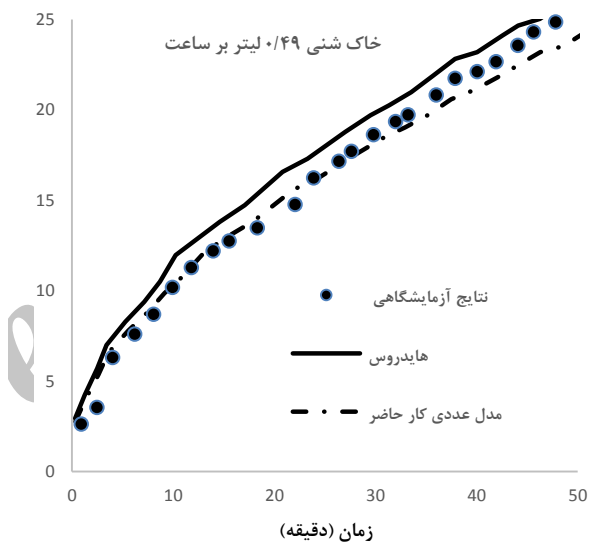 25
خاک شنی ۰/۴۹ لیتر بر ساعت
20
15
10
نتایج آزمایشگاهی
هایدروس
5
مدل عددی کار حاضر
0
0 10 20 30 40 50
زمان (دقیقه)